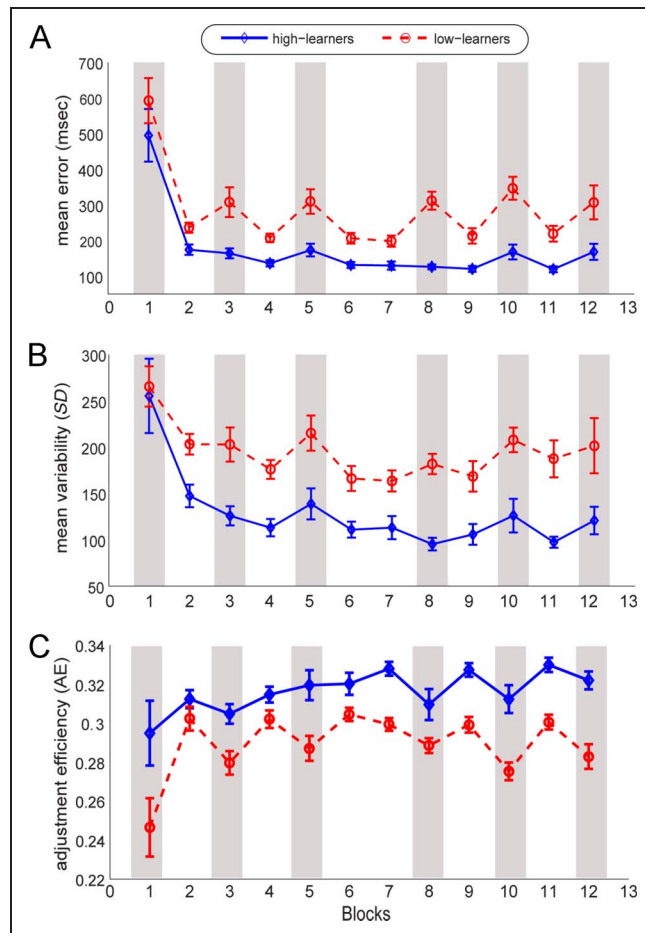 A
high-learners low-learners
700
600
500
400
300
200
100
mean error (msec)
0 1 2 3 4 5 6 7 8 9 10 11 12 13
B
300
250
200
150
100
50
mean variability (SD)
0 1 2 3 4 5 6 7 8 9 10 11 12 13
C
0.34
0.32
0.3
0.28
0.26
0.24
0.22
adjustment efficiency (AE)
0 1 2 3 4 5 6 7 8 9 10 11 12 13
Blocks